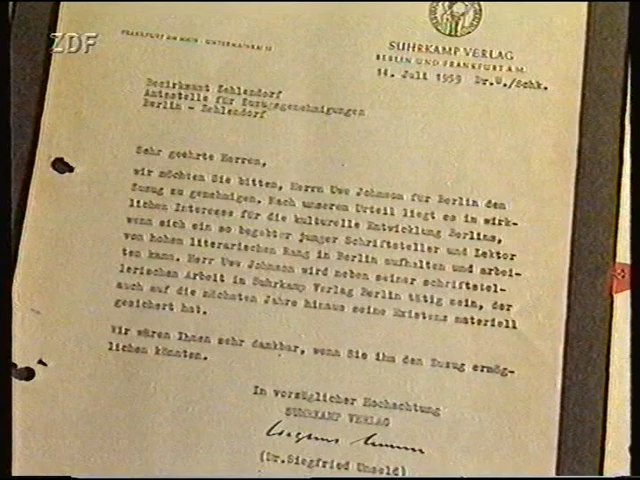 ZDF
FRANKFURT AM MAIN · UNTERMAINKAI 13
SUHRKAMP VERLAG
BERLIN UND FRANKFURT A.M.
14. Juli 1959 Dr.U./Schk.
Bezirksamt Zehlendorf
Amtsstelle für Zuzugsgenehmigungen
Berlin - Zehlendorf
Sehr geehrte Herren,
wir möchten Sie bitten, Herrn Uwe Johnson für Berlin den
Zuzug zu genehmigen. Nach unseren Urteil liegt es im wirk-
lichen Interesse für die kulturelle Entwicklung Berlins,
wenn sich ein so begabter junger Schriftsteller und Lektor
von hohem literarischen Rang in Berlin aufhalten und arbei-
ten kann. Herr Uwe Johnson wird neben seiner schriftstel-
lerischen Arbeit im Suhrkamp Verlag Berlin tätig sein, der
auch auf die nächsten Jahre hinaus seine Existenz materiell
gesichert hat.
Wir wären Ihnen sehr dankbar, wenn Sie ihm den Zuzug ermög-
lichen könnten.
In vorzüglicher Hochachtung
SUHRKAMP VERLAG
(Dr.Siegfried Unseld)